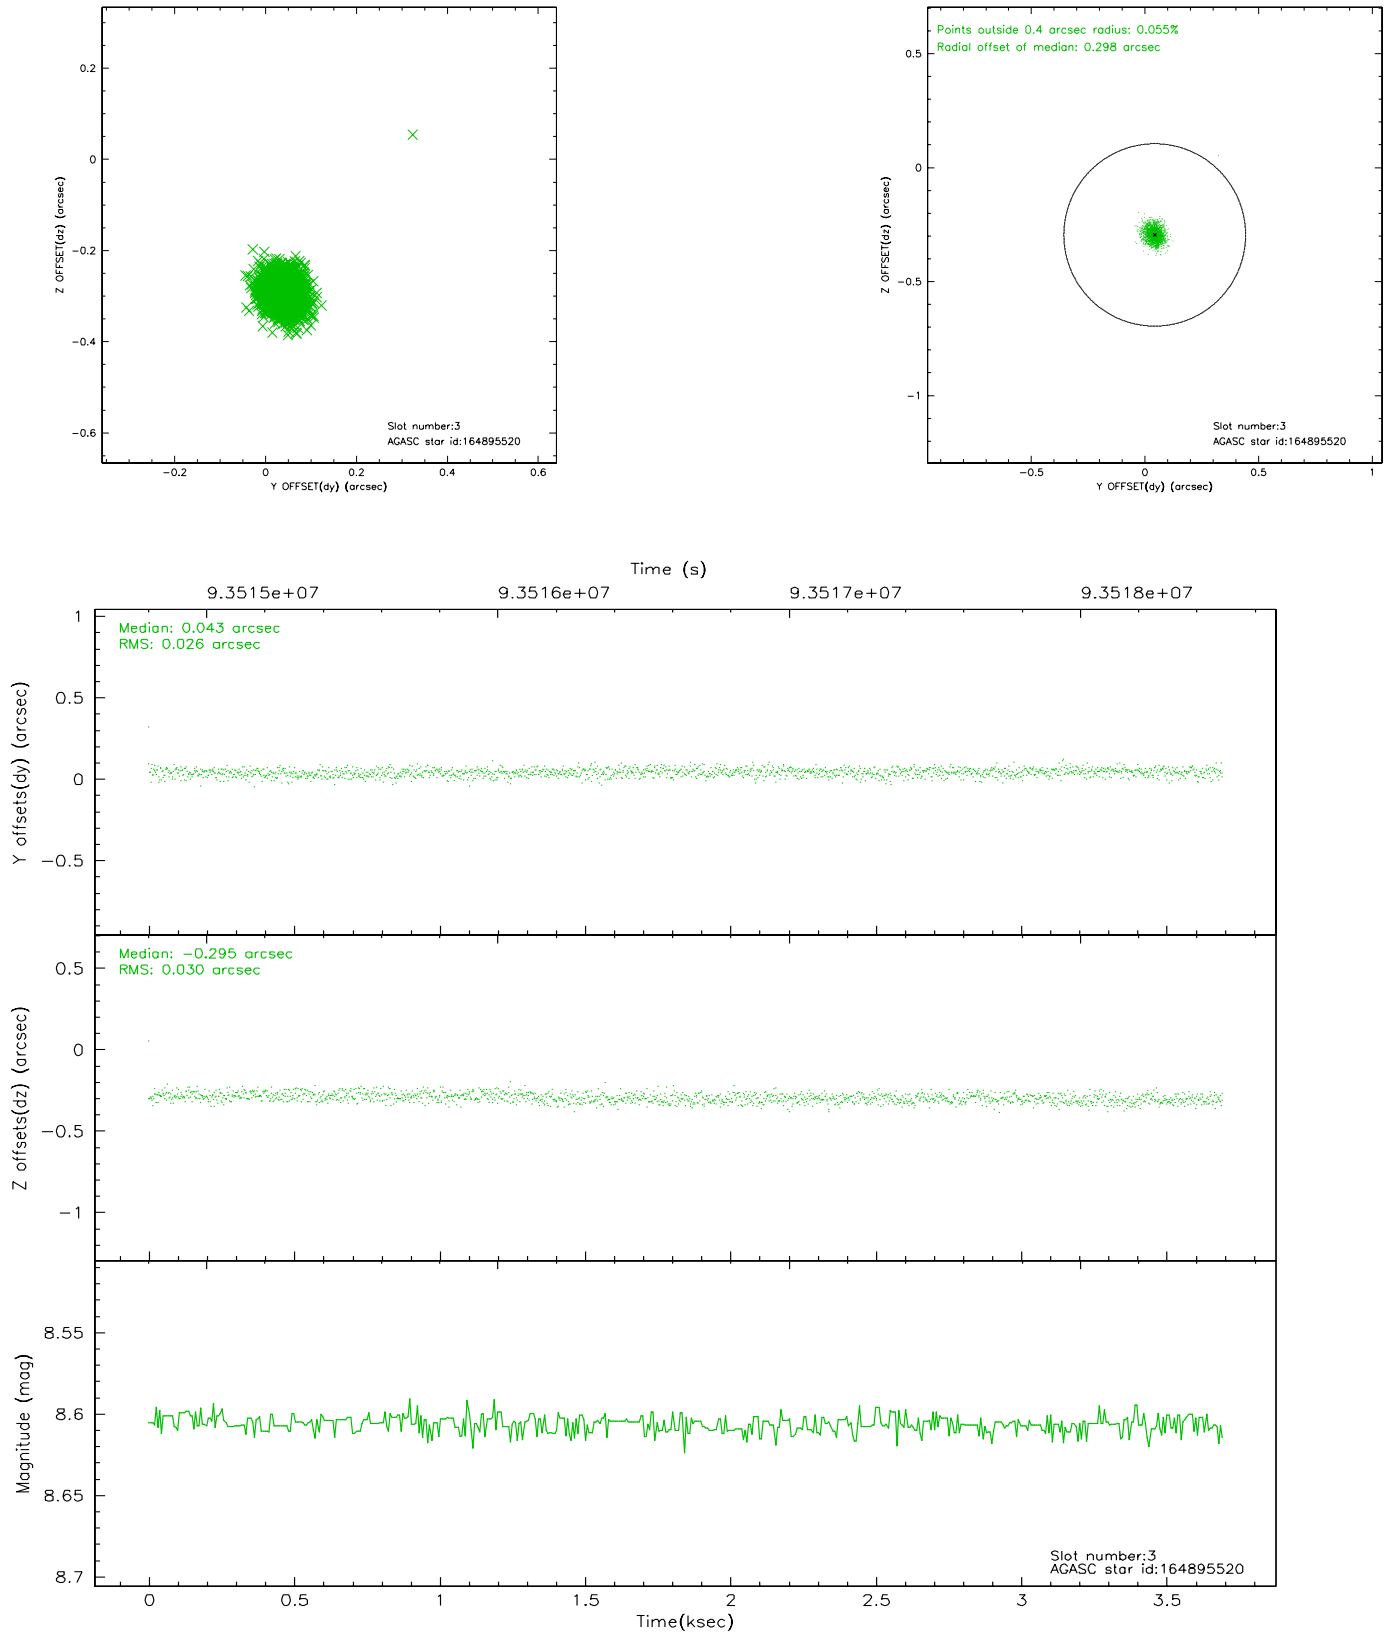 0.2
0
−0.2
−0.4
−0.6
Z OFFSET(dz) (arcsec)
Slot number:3
AGASC star id:164895520
−0.2 0 0.2 0.4 0.6
Y OFFSET(dy) (arcsec)
Points outside 0.4 arcsec radius: 0.055%
Radial offset of median: 0.298 arcsec
0.5
0
−0.5
−1
Z OFFSET(dz) (arcsec)
Slot number:3
AGASC star id:164895520
−0.5 0 0.5 1
Y OFFSET(dy) (arcsec)
Time (s)
9.3515e+07 9.3516e+07 9.3517e+07 9.3518e+07
Median: 0.043 arcsec
RMS: 0.026 arcsec
1
0.5
0
−0.5
Y offsets(dy) (arcsec)
Median: −0.295 arcsec
RMS: 0.030 arcsec
0.5
0
−0.5
−1
Z offsets(dz) (arcsec)
8.55
8.6
8.65
8.7
Magnitude (mag)
Slot number:3
AGASC star id:164895520
0 0.5 1 1.5 2 2.5 3 3.5
Time(ksec)